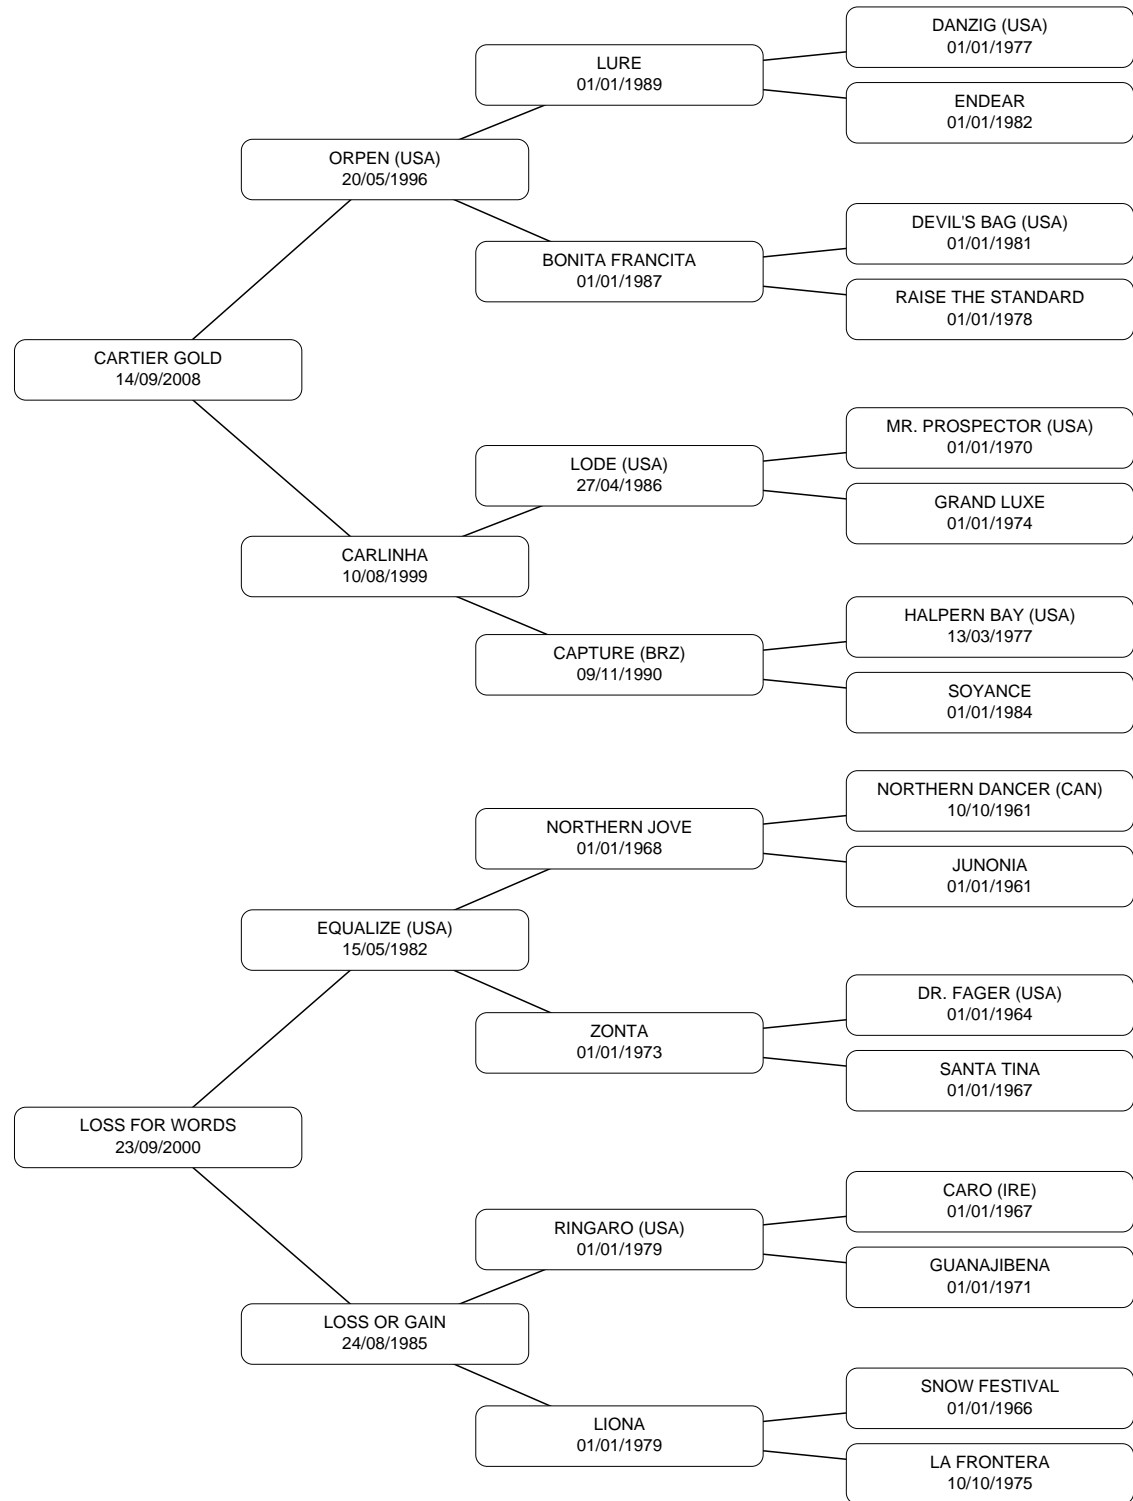 DANZIG (USA)
01/01/1977
LURE
01/01/1989
ENDEAR
01/01/1982
ORPEN (USA)
20/05/1996
DEVIL'S BAG (USA)
01/01/1981
BONITA FRANCITA
01/01/1987
RAISE THE STANDARD
01/01/1978
CARTIER GOLD
14/09/2008
MR. PROSPECTOR (USA)
01/01/1970
LODE (USA)
27/04/1986
GRAND LUXE
01/01/1974
CARLINHA
10/08/1999
HALPERN BAY (USA)
13/03/1977
CAPTURE (BRZ)
09/11/1990
SOYANCE
01/01/1984
NORTHERN DANCER (CAN)
10/10/1961
NORTHERN JOVE
01/01/1968
JUNONIA
01/01/1961
EQUALIZE (USA)
15/05/1982
DR. FAGER (USA)
01/01/1964
ZONTA
01/01/1973
SANTA TINA
01/01/1967
LOSS FOR WORDS
23/09/2000
CARO (IRE)
01/01/1967
RINGARO (USA)
01/01/1979
GUANAJIBENA
01/01/1971
LOSS OR GAIN
24/08/1985
SNOW FESTIVAL
01/01/1966
LIONA
01/01/1979
LA FRONTERA
10/10/1975